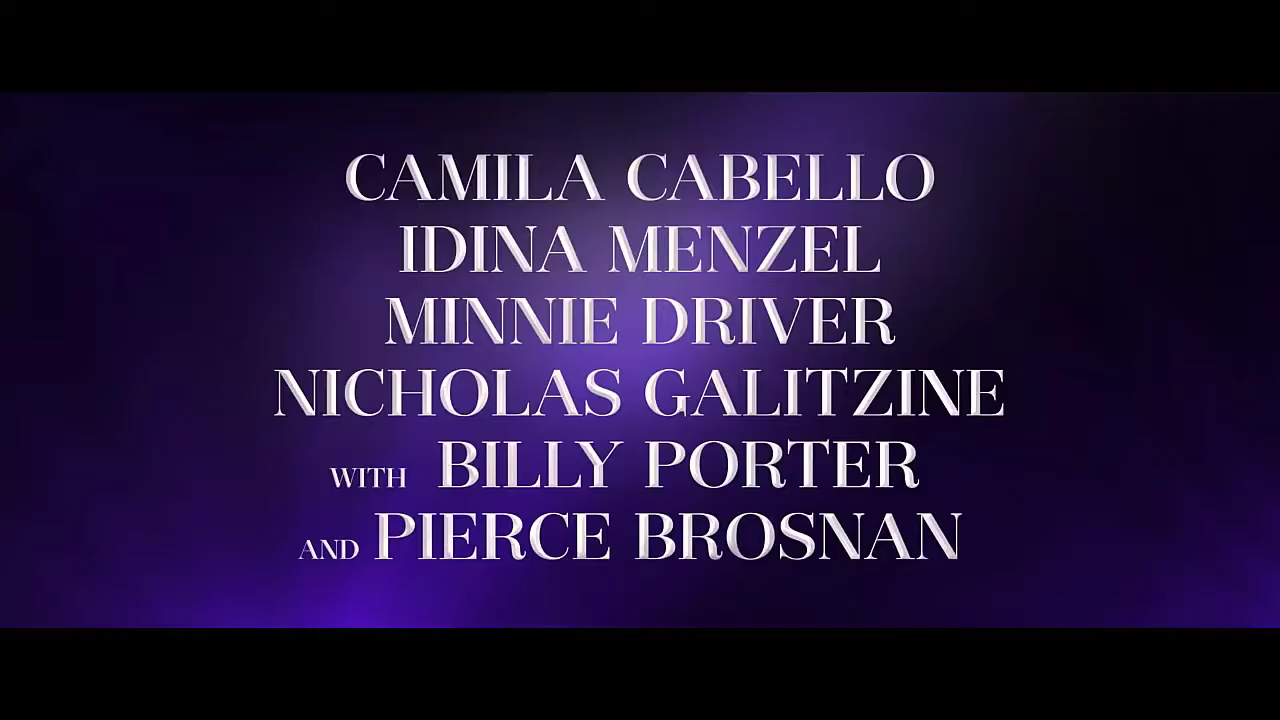 CAMILA CABELLO
IDINA MENZEL
MINNIE DRIVER
NICHOLAS GALITZINE
WITH BILLY PORTER
AND PIERCE BROSNAN